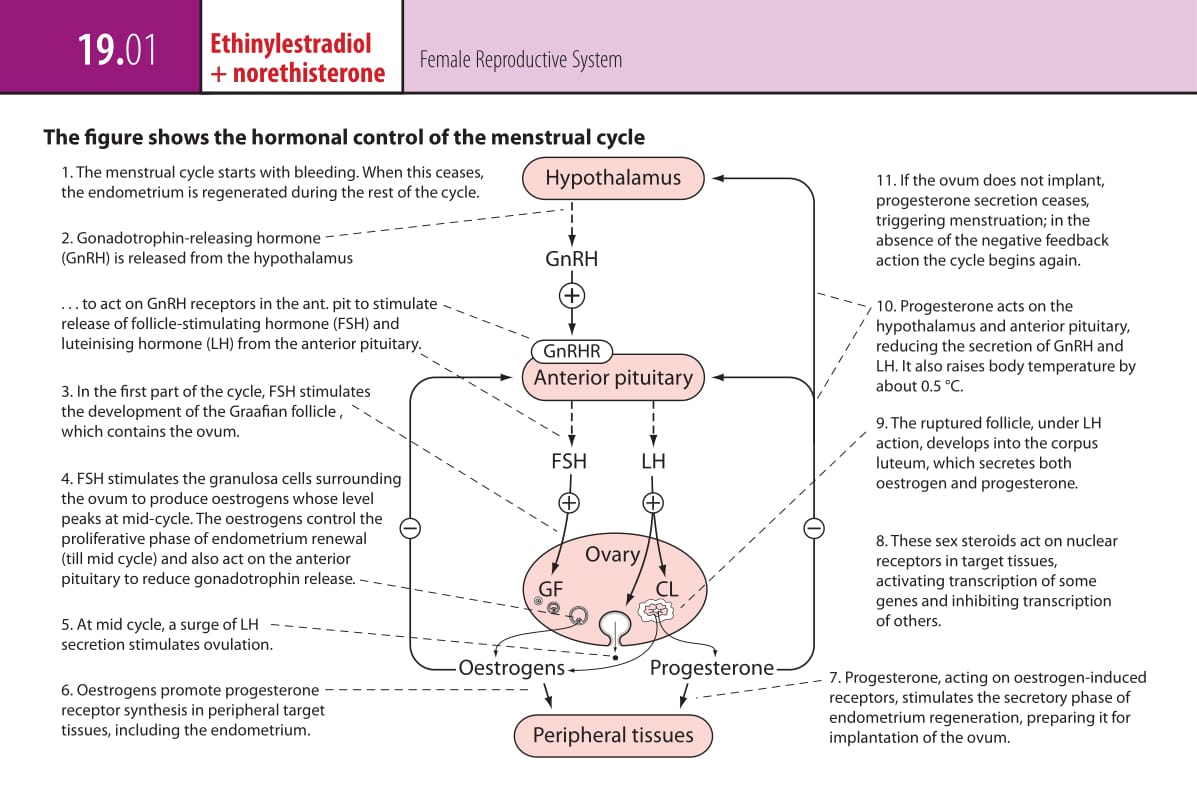 19.01
Ethinylestradiol
+ norethisterone
Female Reproductive System
The figure shows the hormonal control of the menstrual cycle
1. The menstrual cycle starts with bleeding. When this ceases,
the endometrium is regenerated during the rest of the cycle.
2. Gonadotrophin-releasing hormone
(GnRH) is released from the hypothalamus
... to act on GnRH receptors in the ant. pit to stimulate
release of follicle-stimulating hormone (FSH) and
luteinising hormone (LH) from the anterior pituitary.
3. In the first part of the cycle, FSH stimulates
the development of the Graafian follicle ,
which contains the ovum.
4. FSH stimulates the granulosa cells surrounding
the ovum to produce oestrogens whose level
peaks at mid-cycle. The oestrogens control the
proliferative phase of endometrium renewal
(till mid cycle) and also act on the anterior
pituitary to reduce gonadotrophin release.
5. At mid cycle, a surge of LH
secretion stimulates ovulation.
6. Oestrogens promote progesterone
receptor synthesis in peripheral target
tissues, including the endometrium.
Hypothalamus
GnRH
+
GnRHR
Anterior pituitary
FSH
LH
+
+
−
−
Ovary
GF
CL
Oestrogens
Progesterone
Peripheral tissues
11. If the ovum does not implant,
progesterone secretion ceases,
triggering menstruation; in the
absence of the negative feedback
action the cycle begins again.
10. Progesterone acts on the
hypothalamus and anterior pituitary,
reducing the secretion of GnRH and
LH. It also raises body temperature by
about 0.5 °C.
9. The ruptured follicle, under LH
action, develops into the corpus
luteum, which secretes both
oestrogen and progesterone.
8. These sex steroids act on nuclear
receptors in target tissues,
activating transcription of some
genes and inhibiting transcription
of others.
7. Progesterone, acting on oestrogen-induced
receptors, stimulates the secretory phase of
endometrium regeneration, preparing it for
implantation of the ovum.